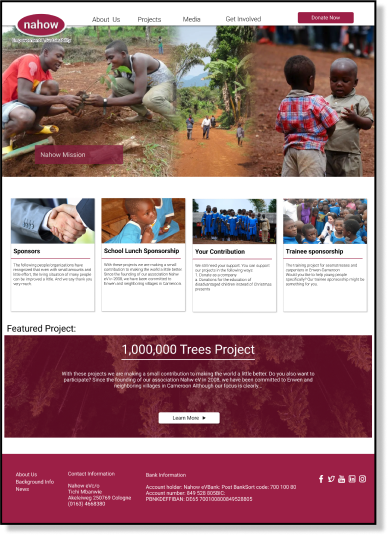 nahow
About Us
Projects
Media
Get Involved
Donate Now
Nahow Mission
Sponsors
The following people/organizations have
recognized that even with small amounts and
little effort, the living situation of many people
can be improved a little. And we say thank you
very much.
School Lunch Sponsorship
With these projects we are making a small
contribution to making the world a little better.
Since the founding of our association Nahow
eV in 2008, we have been committed to
Enwen and neighboring villages in Cameroon
Your Contribution
We still need your support. You can support
our projects in the following ways:
1. Donate as a company
2. Donations for the education of
disadvantaged children instead of Christmas
presents
Trainee sponsorship
The training project for seamstresses and
carpenters in Enwen Cameroon
Would you like to help young people
specifically? Our trainee sponsorship might be
something for you.
Featured Project:
1,000,000 Trees Project
With these projects we are making a small contribution to making the world a little better. Do you also want to
participate? Since the founding of our association Nahow eV in 2008, we have been committed to Enwen and
neighboring villages in Cameroon Although our focus is clearly...
Learn More
About Us
Background Info
News
Contact Information
Nahow eV.c/o
Tichi Mbanwie
Akeleiweg 250769 Cologne
(0163) 4668380
Bank Information
Account holder: Nahow eVBank: Post BankSort code: 700 100 80
Account number: 849 528 805BIC:
PBNKDEFFIBAN: DE65 70010080084952​8805